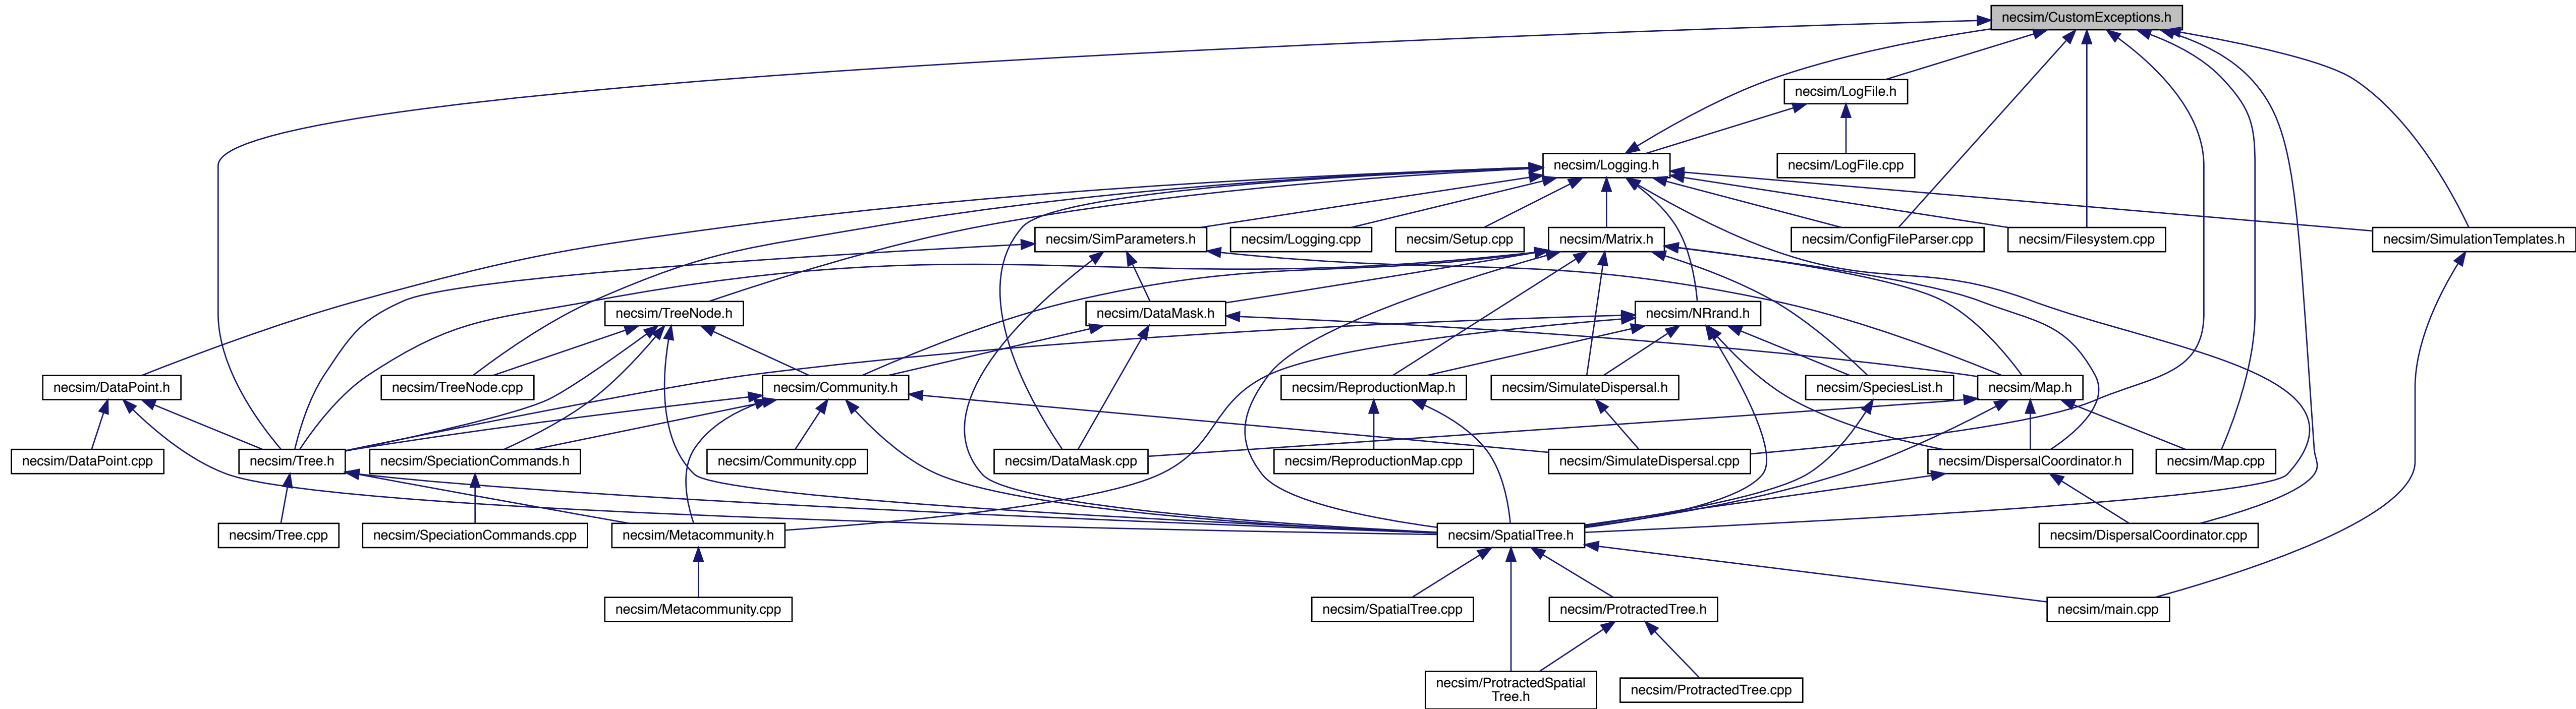 necsim/CustomExceptions.h
necsim/LogFile.h
necsim/Logging.h
necsim/LogFile.cpp
necsim/SimParameters.h
necsim/Logging.cpp
necsim/Setup.cpp
necsim/Matrix.h
necsim/ConfigFileParser.cpp
necsim/Filesystem.cpp
necsim/SimulationTemplates.h
necsim/TreeNode.h
necsim/DataMask.h
necsim/NRrand.h
necsim/DataPoint.h
necsim/TreeNode.cpp
necsim/Community.h
necsim/ReproductionMap.h
necsim/SimulateDispersal.h
necsim/SpeciesList.h
necsim/Map.h
necsim/DataPoint.cpp
necsim/Tree.h
necsim/SpeciationCommands.h
necsim/Community.cpp
necsim/DataMask.cpp
necsim/ReproductionMap.cpp
necsim/SimulateDispersal.cpp
necsim/DispersalCoordinator.h
necsim/Map.cpp
necsim/Tree.cpp
necsim/SpeciationCommands.cpp
necsim/Metacommunity.h
necsim/SpatialTree.h
necsim/DispersalCoordinator.cpp
necsim/Metacommunity.cpp
necsim/SpatialTree.cpp
necsim/ProtractedTree.h
necsim/main.cpp
necsim/ProtractedSpatial
Tree.h
necsim/ProtractedTree.cpp